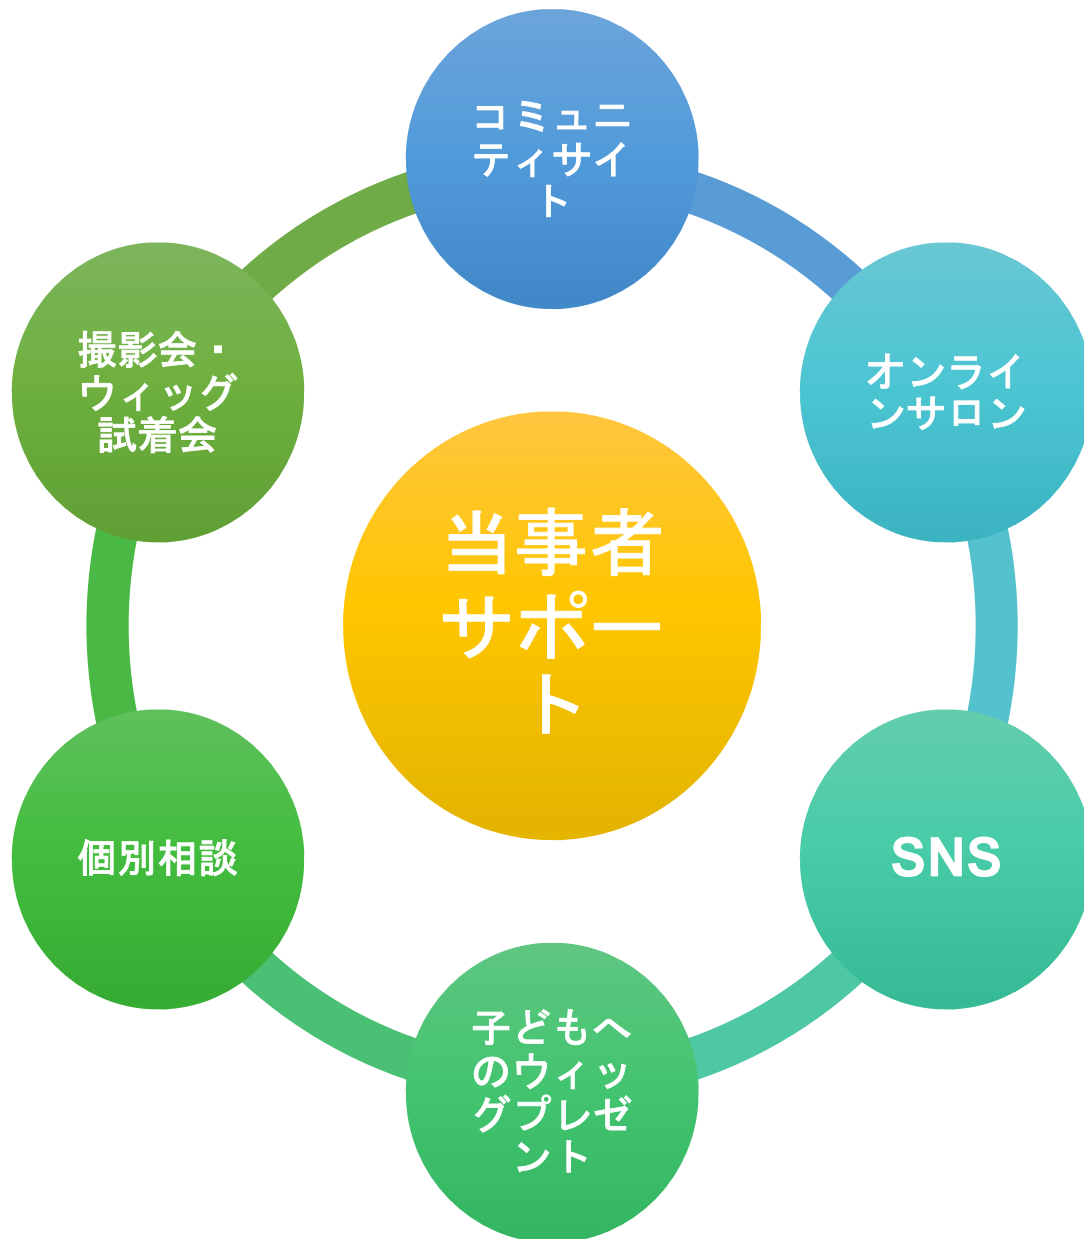 コミュニ
ティサイ
ト
オンライ
ンサロン
SNS
子どもへ
のウィッ
グプレゼ
ント
個別相談
撮影会・
ウィッグ
試着会
当事者
サポー
ト